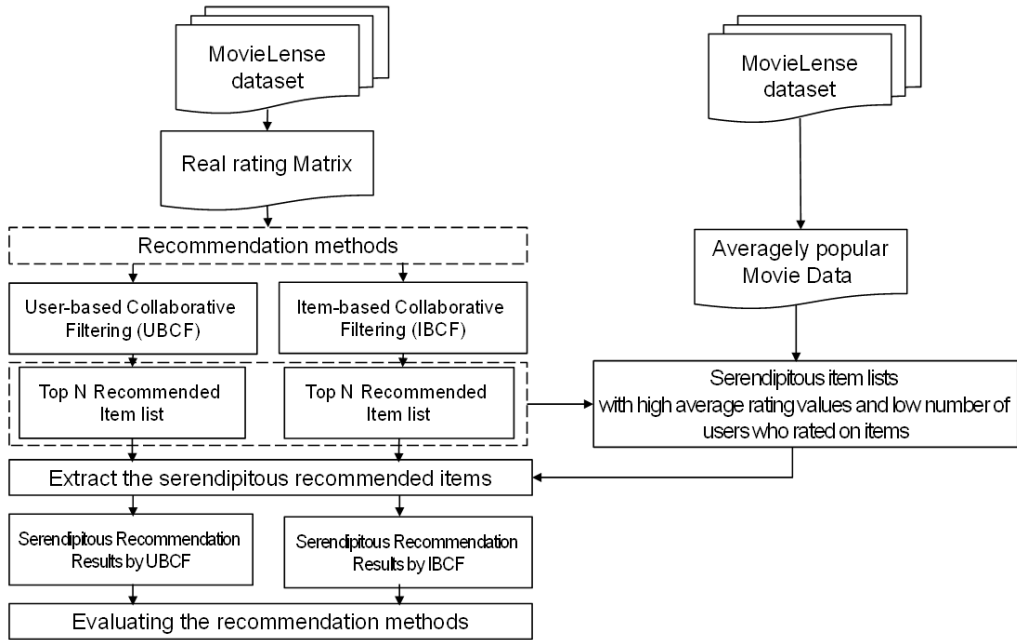 MovieLense
dataset
Real rating Matrix
Recommendation methods
User-based Collaborative
Filtering (UBCF)
Item-based Collaborative
Filtering (IBCF)
Top N Recommended
Item list
Top N Recommended
Item list
Extract the serendipitous recommended items
Serendipitous Recommendation
Results by UBCF
Serendipitous Recommendation
Results by IBCF
Evaluating the recommendation methods
MovieLense
dataset
Averagely popular
Movie Data
Serendipitous item lists
with high average rating values and low number of
users who rated on items